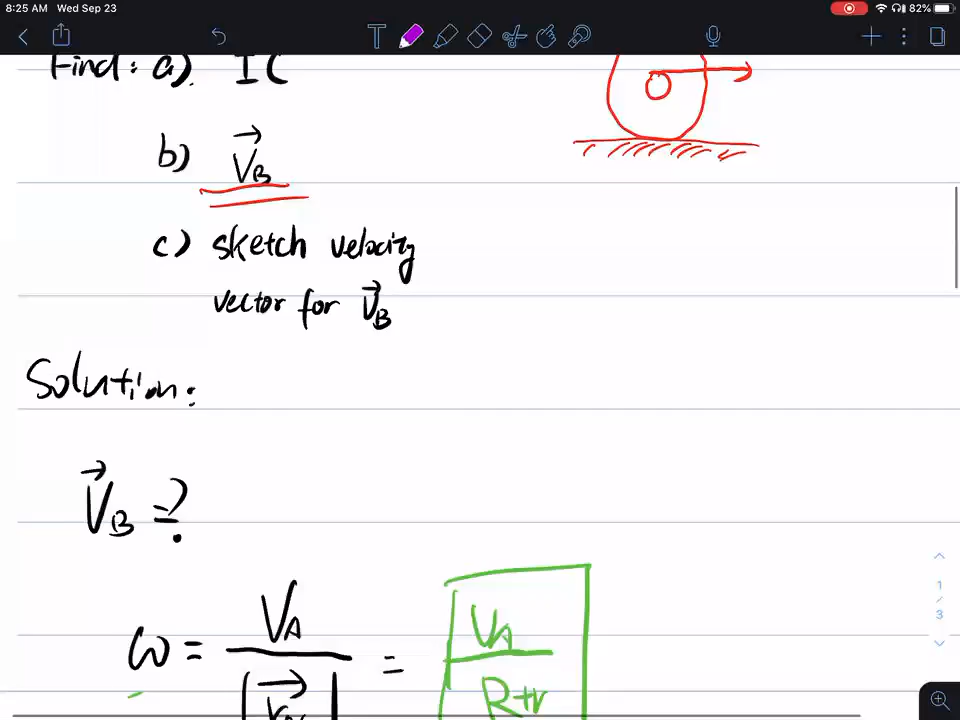 8:25 AM Wed Sep 23
82%
Find: a). IC
b) V⃗B
c) sketch velocity
vector for V⃗B
Solution:
V⃗B = ?
ω = VA / | | = VA / R+r
1
/
3